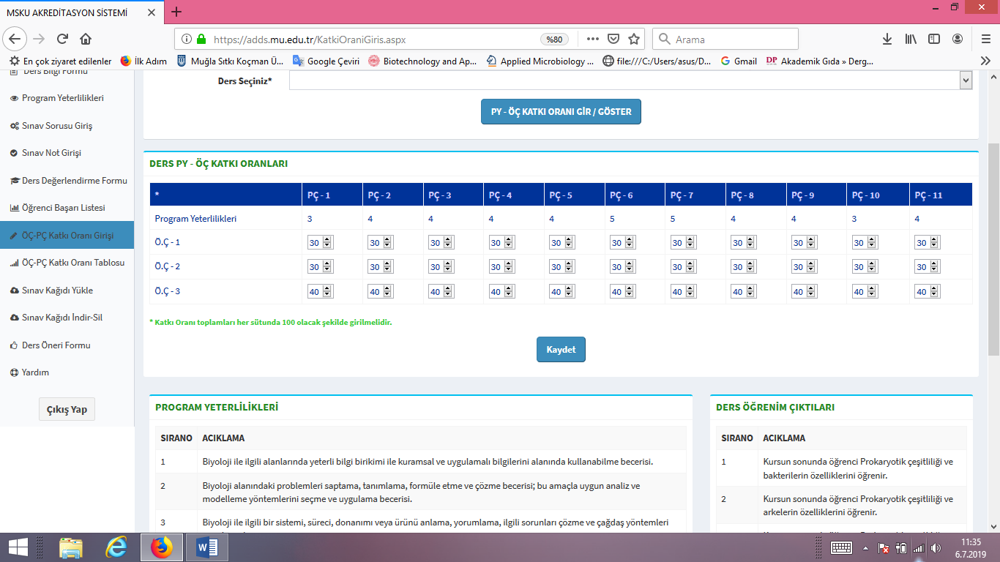 MSKU AKREDİTASYON SİSTEMİ
https://adds.mu.edu.tr/KatkiOraniGiris.aspx
%80
Arama
En çok ziyaret edilenler
İlk Adım
Muğla Sıtkı Koçman Ü...
Google Çeviri
Biotechnology and Ap...
Applied Microbiology ...
file:///C:/Users/asus/D...
Gmail
DP Akademik Gıda » Derg...
Ders Bilgi Formu
Program Yeterlilikleri
Sınav Sorusu Giriş
Sınav Not Girişi
Ders Değerlendirme Formu
Öğrenci Başarı Listesi
ÖÇ-PÇ Katkı Oranı Girişi
ÖÇ-PÇ Katkı Oranı Tablosu
Sınav Kağıdı Yükle
Sınav Kağıdı İndir-Sil
Ders Öneri Formu
Yardım
Çıkış Yap
Ders Seçiniz*
PY - ÖÇ KATKI ORANI GİR / GÖSTER
DERS PY - ÖÇ KATKI ORANLARI
* PÇ - 1 PÇ - 2 PÇ - 3 PÇ - 4 PÇ - 5 PÇ - 6 PÇ - 7 PÇ - 8 PÇ - 9 PÇ - 10 PÇ - 11
Program Yeterlilikleri 3 4 4 4 4 5 5 4 4 3 4
Ö.Ç - 1 30 30 30 30 30 30 30 30 30 30 30
Ö.Ç - 2 30 30 30 30 30 30 30 30 30 30 30
Ö.Ç - 3 40 40 40 40 40 40 40 40 40 40 40
* Katkı Oranı toplamları her sütunda 100 olacak şekilde girilmelidir.
Kaydet
PROGRAM YETERLİLİKLERİ
SIRANO ACIKLAMA
1 Biyoloji ile ilgili alanlarında yeterli bilgi birikimi ile kuramsal ve uygulamalı bilgilerini alanında kullanabilme becerisi.
2 Biyoloji alanındaki problemleri saptama, tanımlama, formüle etme ve çözme becerisi; bu amaçla uygun analiz ve
modelleme yöntemlerini seçme ve uygulama becerisi.
3 Biyoloji ile ilgili bir sistemi, süreci, donanımı veya ürünü anlama, yorumlama, ilgili sorunları çözme ve çağdaş yöntemleri
DERS ÖĞRENİM ÇIKTILARI
SIRANO ACIKLAMA
1 Kursun sonunda öğrenci Prokaryotik çeşitliliği ve
bakterilerin özelliklerini öğrenir.
2 Kursun sonunda öğrenci Prokaryotik çeşitliliği ve
arkelerin özelliklerini öğrenir.
11:35
6.7.2019